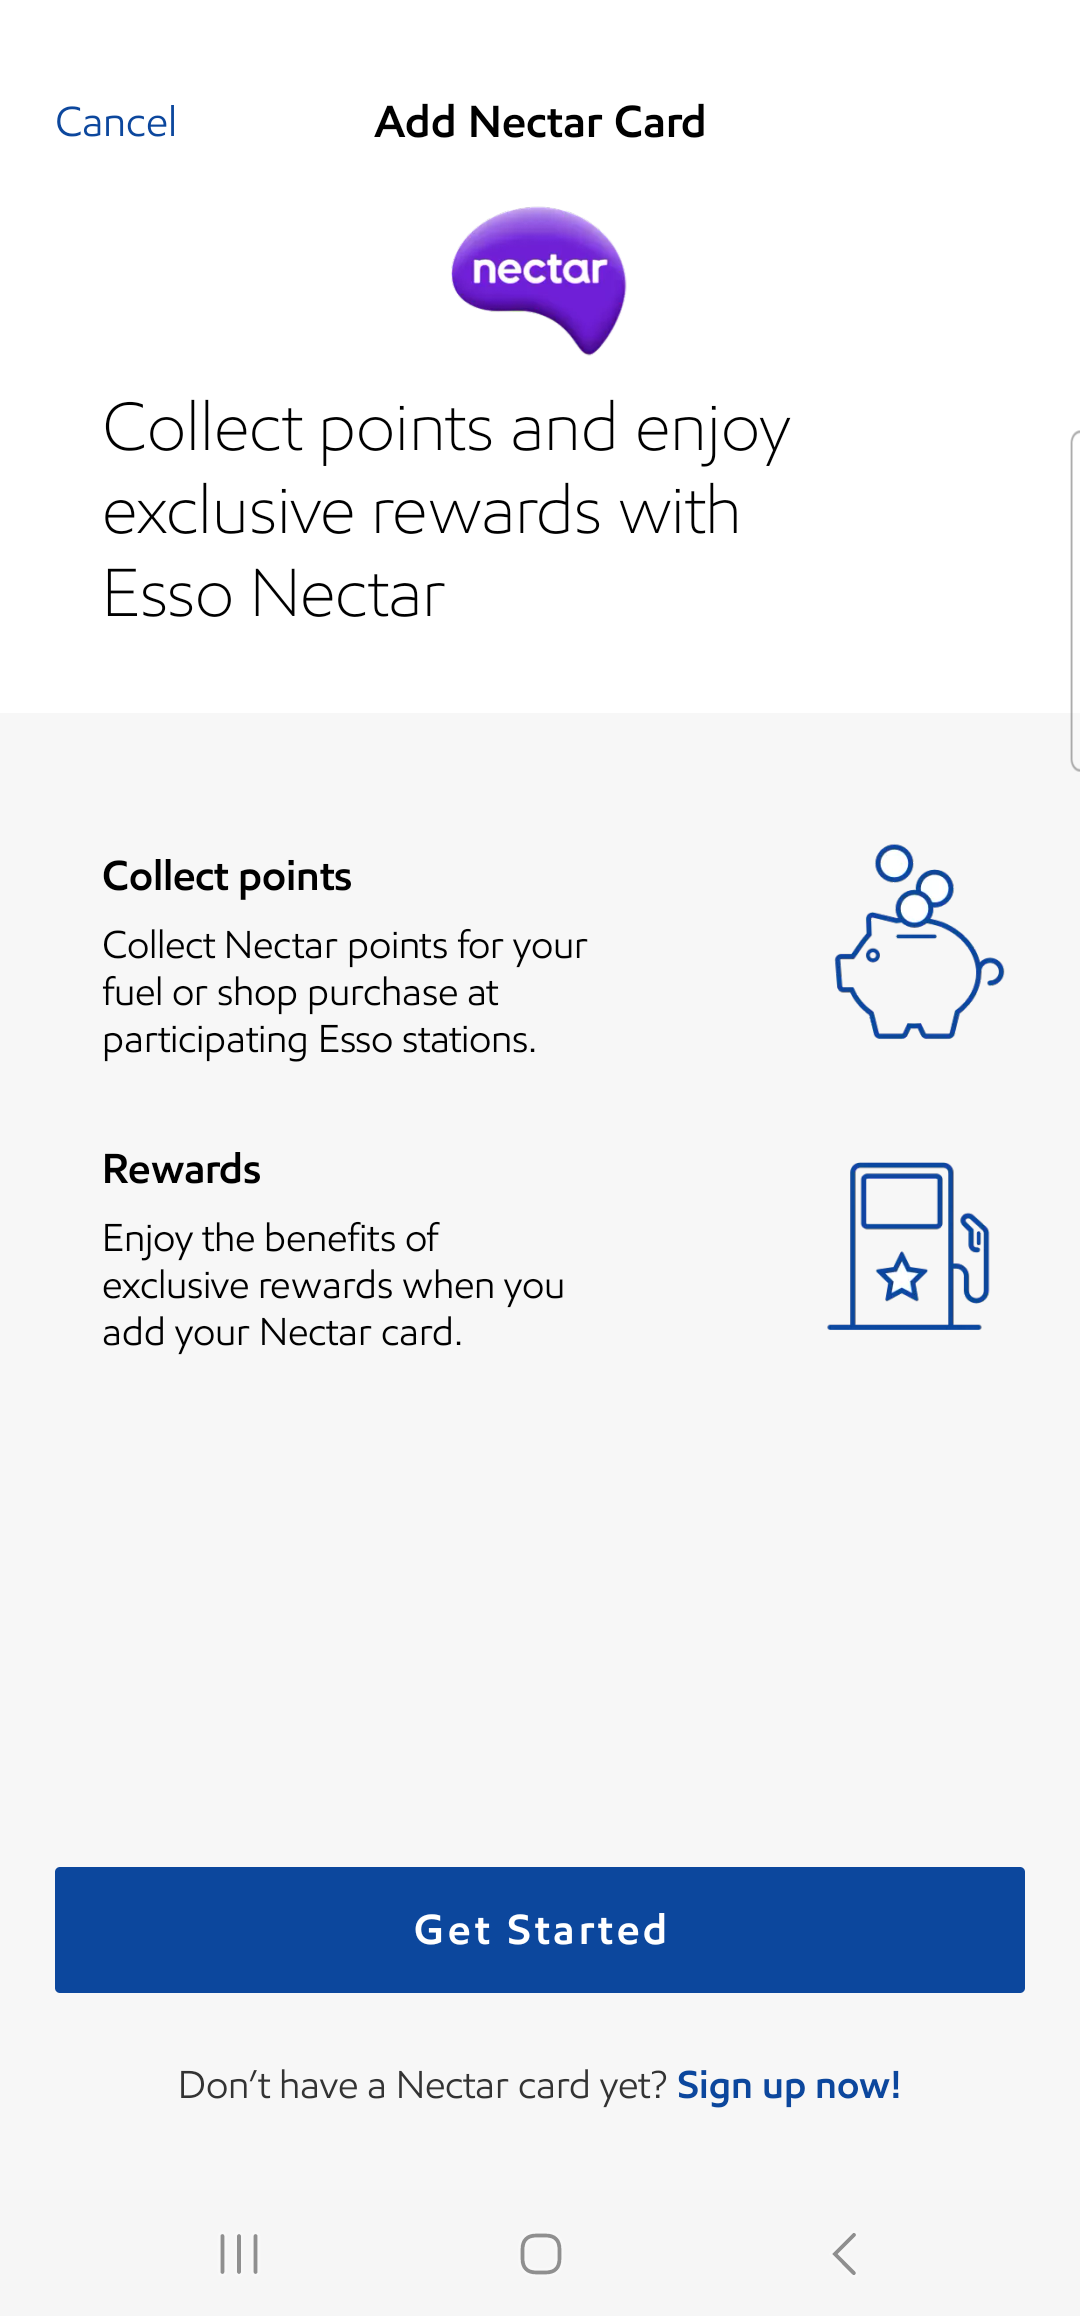 Cancel
Add Nectar Card
nectar
Collect points and enjoy
exclusive rewards with
Esso Nectar
Collect points
Collect Nectar points for your
fuel or shop purchase at
participating Esso stations.
Rewards
Enjoy the benefits of
exclusive rewards when you
add your Nectar card.
Get Started
Don't have a Nectar card yet? Sign up now!